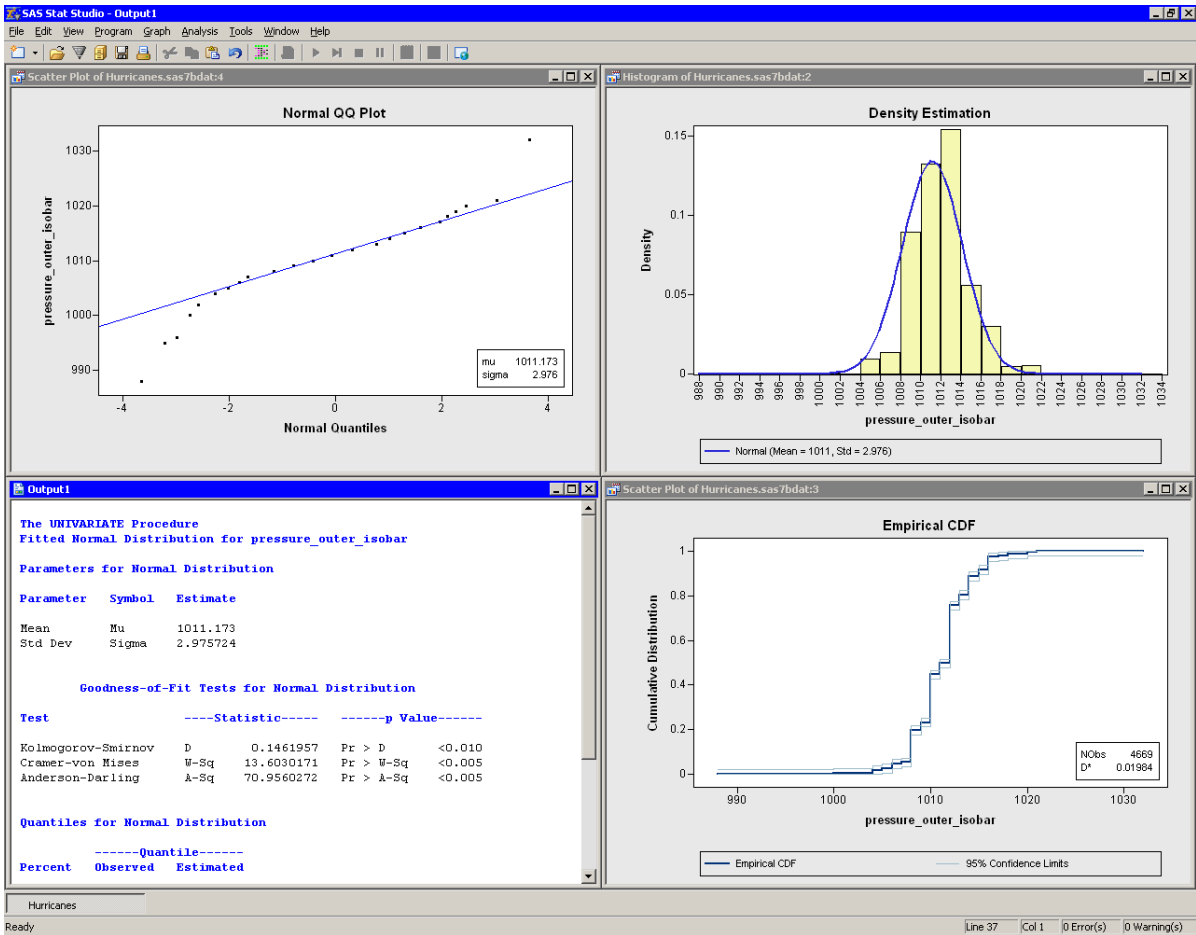 SAS Stat Studio - Output1
File Edit View Program Graph Analysis Tools Window Help
Scatter Plot of Hurricanes.sas7bdat:4
Normal QQ Plot
pressure_outer_isobar
1030
1020
1010
1000
990
mu 1011.173
sigma 2.976
-4 -2 0 2 4
Normal Quantiles
Histogram of Hurricanes.sas7bdat:2
Density Estimation
Density
0.15
0.1
0.05
0
988 990 992 994 996 998 1000 1002 1004 1006 1008 1010 1012 1014 1016 1018 1020 1022 1024 1026 1028 1030 1032 1034
pressure_outer_isobar
Normal (Mean = 1011, Std = 2.976)
Output1
The UNIVARIATE Procedure
Fitted Normal Distribution for pressure_outer_isobar
Parameters for Normal Distribution
Parameter Symbol Estimate
Mean Mu 1011.173
Std Dev Sigma 2.975724
Goodness-of-Fit Tests for Normal Distribution
Test ----Statistic----- ------p Value------
Kolmogorov-Smirnov D 0.1461957 Pr > D <0.010
Cramer-von Mises W-Sq 13.6030171 Pr > W-Sq <0.005
Anderson-Darling A-Sq 70.9560272 Pr > A-Sq <0.005
Quantiles for Normal Distribution
------Quantile------
Percent Observed Estimated
Scatter Plot of Hurricanes.sas7bdat:3
Empirical CDF
Cumulative Distribution
1
0.8
0.6
0.4
0.2
0
NObs 4669
D* 0.01984
990 1000 1010 1020 1030
pressure_outer_isobar
Empirical CDF 95% Confidence Limits
Hurricanes
Ready Line 37 Col 1 0 Error(s) 0 Warning(s)